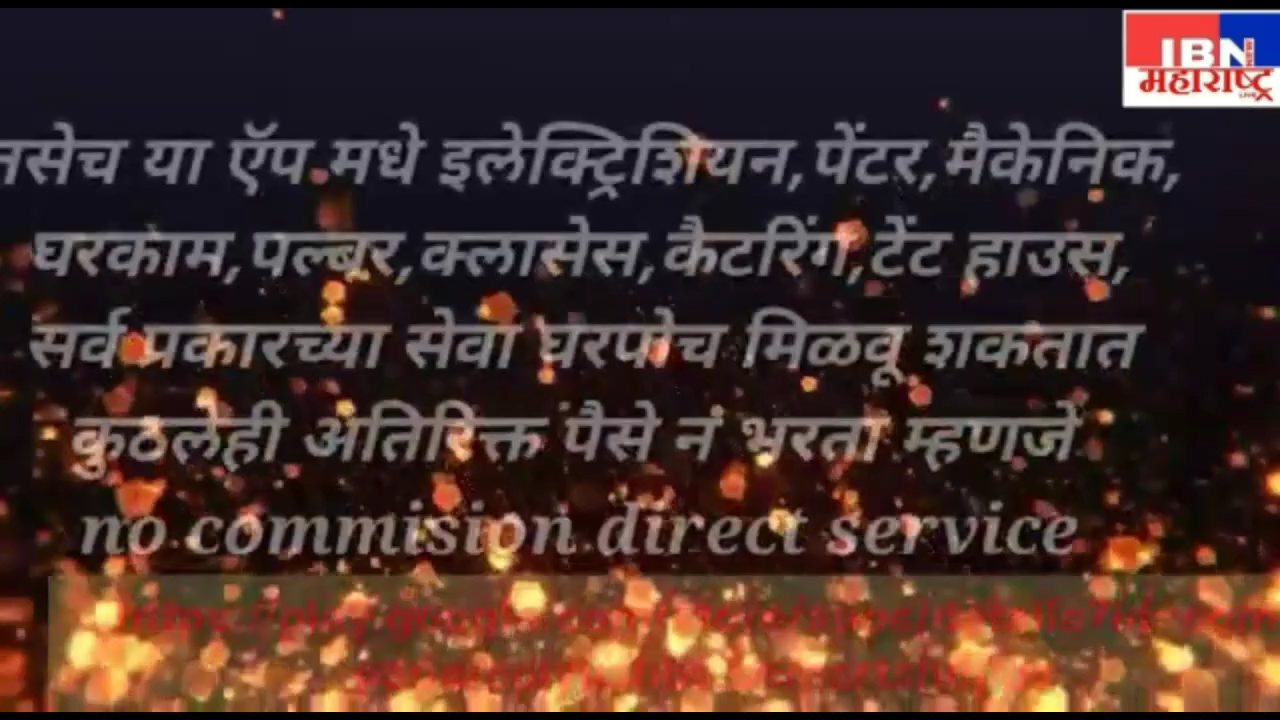 IBN
महाराष्ट्र
तसेच या ऍप मधे इलेक्ट्रिशियन,पेंटर,मैकेनिक,
घरकाम,पल्बर,क्लासेस,कैटरिंग,टेंट हाउस,
सर्व प्रकारच्या सेवा घरपोच मिळवू शकतात
कुठलेही अतिरिक्त पैसे नं भरता म्हणजे
no commision direct service